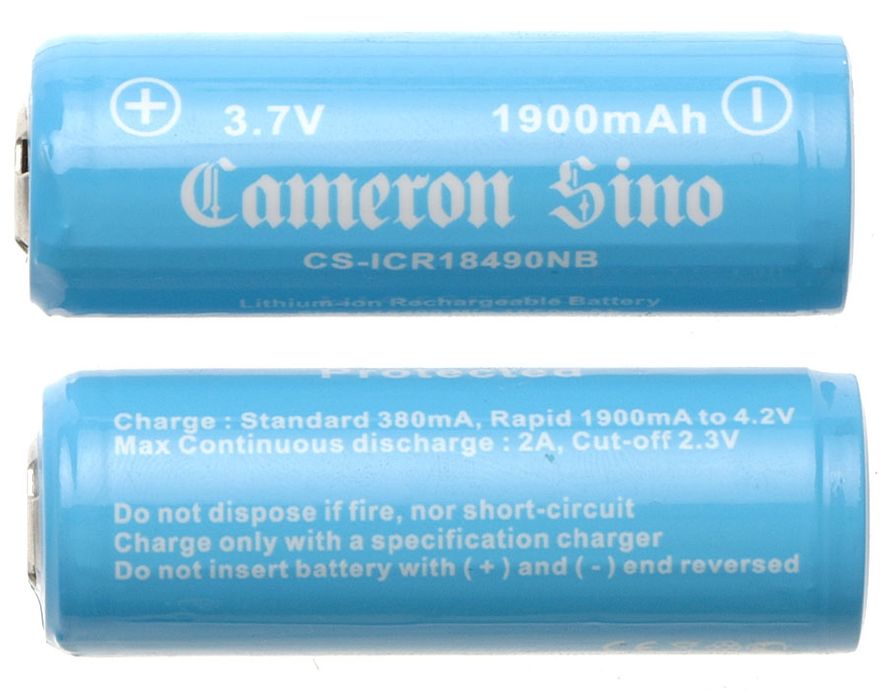 + 3.7V 1900mAh -
Cameron Sino
CS-ICR18490NB
Lithium-ion Rechargeable Battery
Protected
Charge : Standard 380mA, Rapid 1900mA to 4.2V
Max Continuous discharge : 2A, Cut-off 2.3V
Do not dispose if fire, nor short-circuit
Charge only with a specification charger
Do not insert battery with ( + ) and ( - ) end reversed